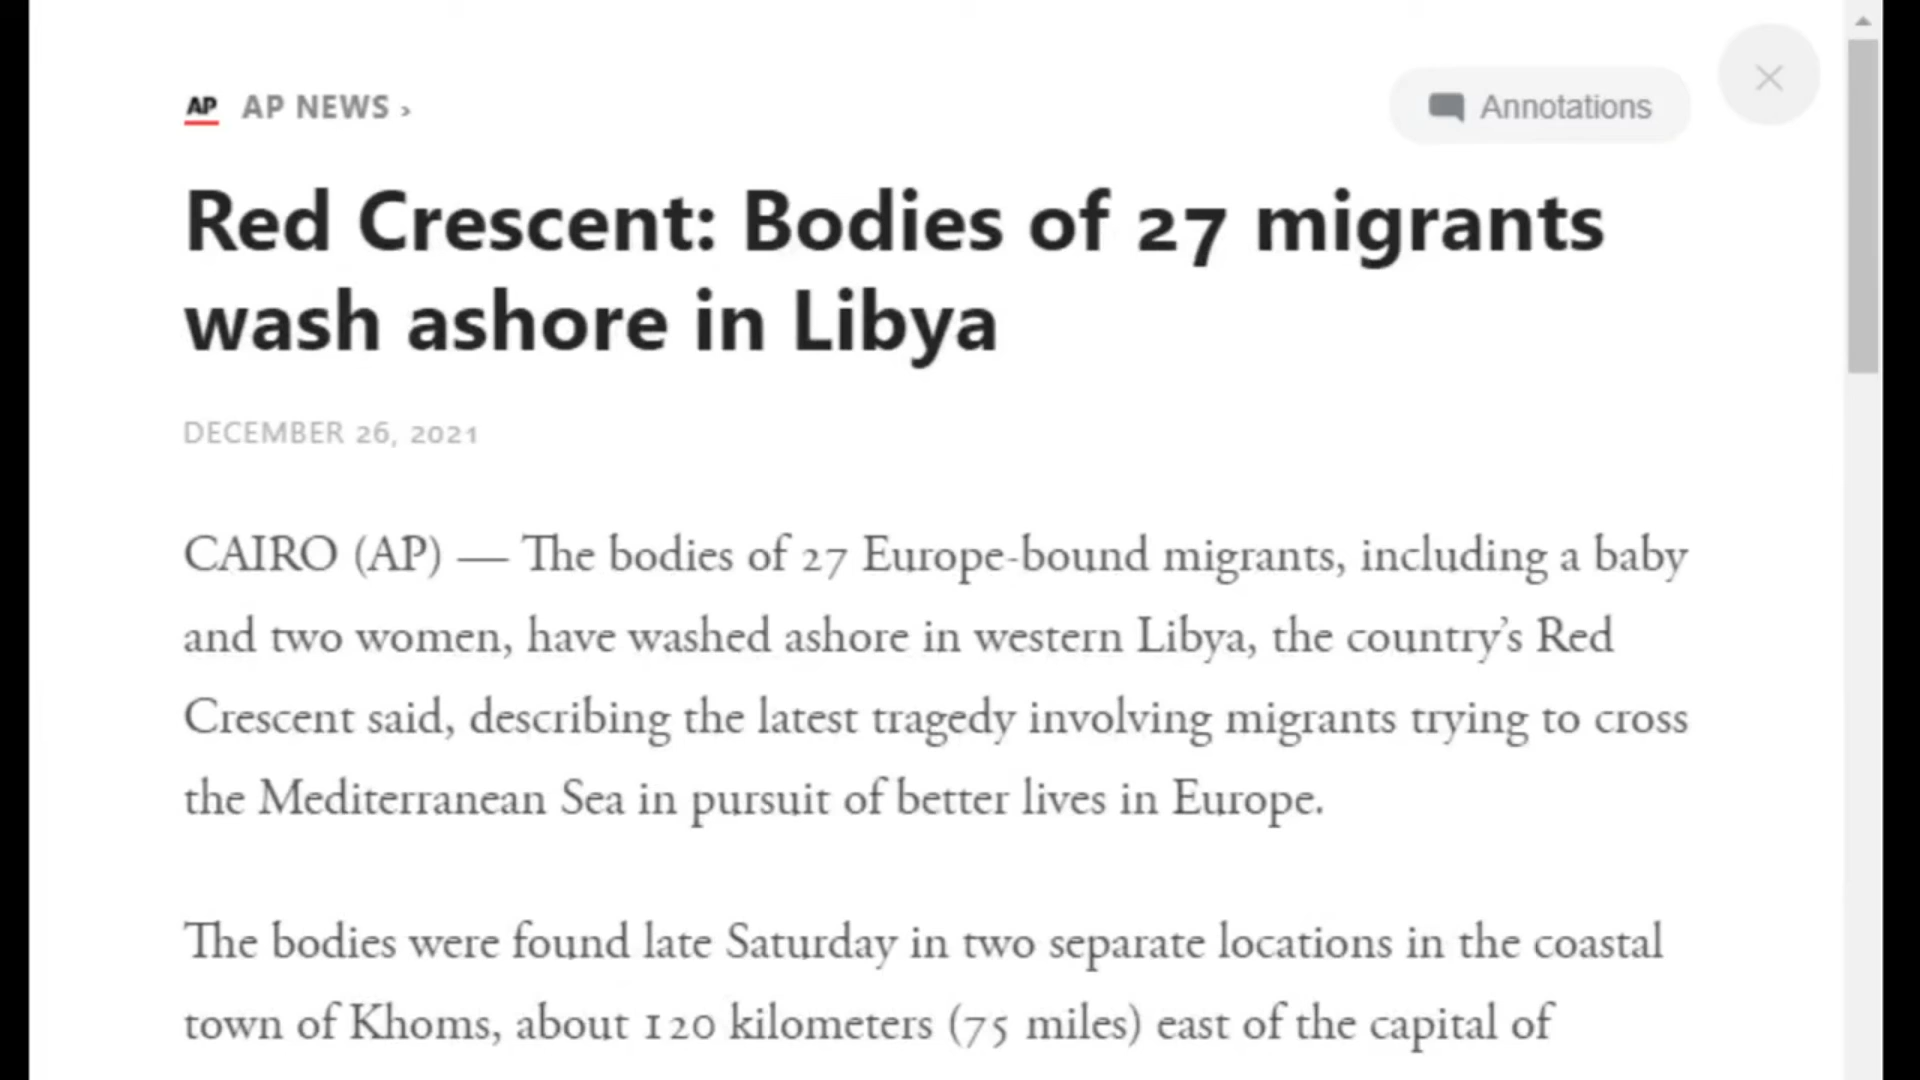 AP AP NEWS ›
Annotations
Red Crescent: Bodies of 27 migrants
wash ashore in Libya
DECEMBER 26, 2021
CAIRO (AP) — The bodies of 27 Europe-bound migrants, including a baby
and two women, have washed ashore in western Libya, the country’s Red
Crescent said, describing the latest tragedy involving migrants trying to cross
the Mediterranean Sea in pursuit of better lives in Europe.
The bodies were found late Saturday in two separate locations in the coastal
town of Khoms, about 120 kilometers (75 miles) east of the capital of